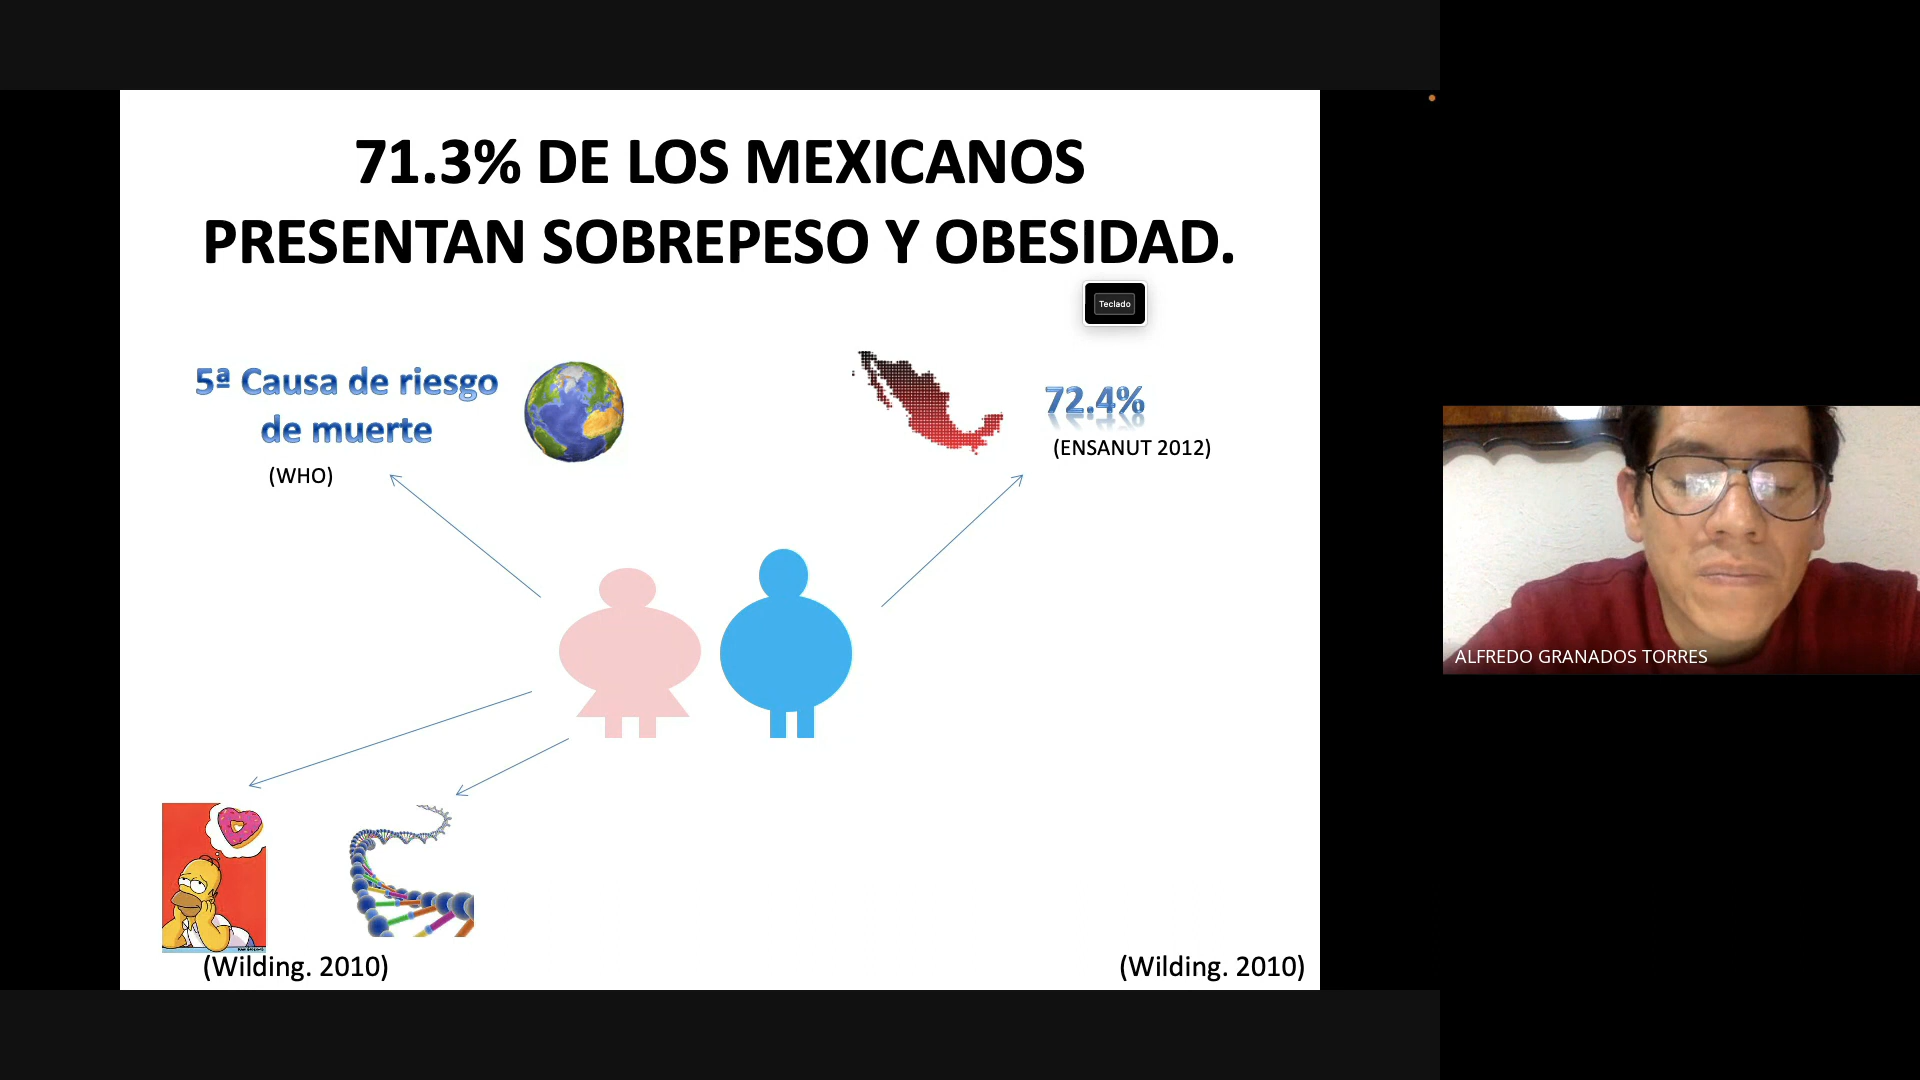 71.3% DE LOS MEXICANOS
PRESENTAN SOBREPESO Y OBESIDAD.
Teclado
5ª Causa de riesgo
de muerte
(WHO)
72.4%
(ENSANUT 2012)
ALFREDO GRANADOS TORRES
(Wilding. 2010)
(Wilding. 2010)